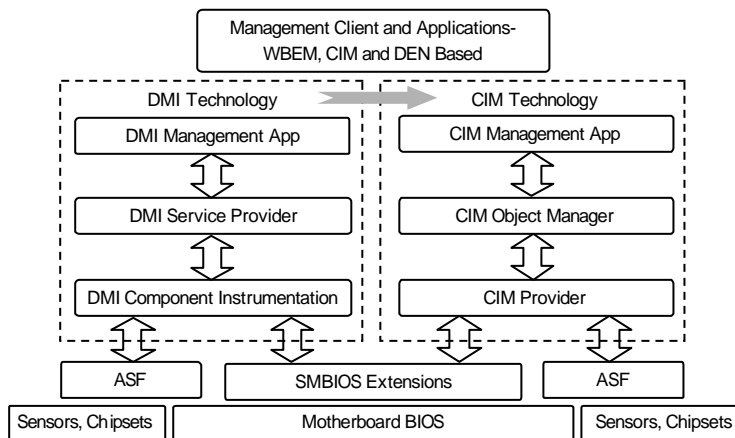 Management Client and Applications-
WBEM, CIM and DEN Based
DMI Technology
CIM Technology
DMI Management App
CIM Management App
DMI Service Provider
CIM Object Manager
DMI Component Instrumentation
CIM Provider
ASF
SMBIOS Extensions
ASF
Sensors, Chipsets
Motherboard BIOS
Sensors, Chipsets